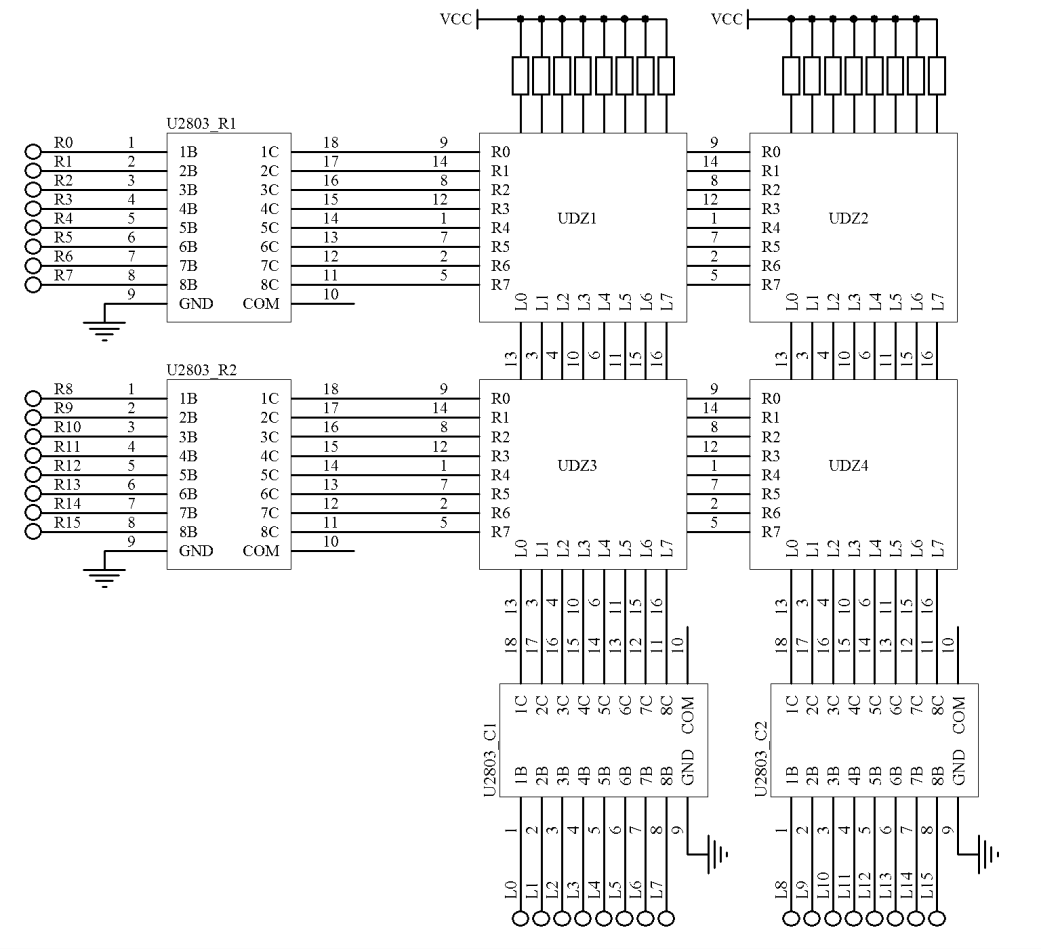 VCC VCC
U2803_R1
R0 1 1B 1C 18 9 R0 9 R0
R1 2 2B 2C 17 14 R1 14 R1
R2 3 3B 3C 16 8 R2 8 R2
R3 4 4B 4C 15 12 R3 12 R3
R4 5 5B 5C 14 1 R4 1 R4
UDZ1 UDZ2
R5 6 6B 6C 13 7 R5 7 R5
R6 7 7B 7C 12 2 R6 2 R6
R7 8 8B 8C 11 5 R7 5 R7
9 GND COM 10
L0 L1 L2 L3 L4 L5 L6 L7 L0 L1 L2 L3 L4 L5 L6 L7
13 3 4 10 6 11 15 16 13 3 4 10 6 11 15 16
U2803_R2
R8 1 1B 1C 18 9 R0 9 R0
R9 2 2B 2C 17 14 R1 14 R1
R10 3 3B 3C 16 8 R2 8 R2
R11 4 4B 4C 15 12 R3 12 R3
R12 5 5B 5C 14 1 R4 1 R4
UDZ3 UDZ4
R13 6 6B 6C 13 7 R5 7 R5
R14 7 7B 7C 12 2 R6 2 R6
R15 8 8B 8C 11 5 R7 5 R7
9 GND COM 10
L0 L1 L2 L3 L4 L5 L6 L7 L0 L1 L2 L3 L4 L5 L6 L7
13 3 4 10 6 11 15 16 13 3 4 10 6 11 15 16
18 17 16 15 14 13 12 11 10 18 17 16 15 14 13 12 11 10
1C 2C 3C 4C 5C 6C 7C 8C COM 1C 2C 3C 4C 5C 6C 7C 8C COM
U2803_C1 U2803_C2
1B 2B 3B 4B 5B 6B 7B 8B GND 1B 2B 3B 4B 5B 6B 7B 8B GND
1 2 3 4 5 6 7 8 9 1 2 3 4 5 6 7 8 9
L0 L1 L2 L3 L4 L5 L6 L7 L8 L9 L10 L11 L12 L13 L14 L15